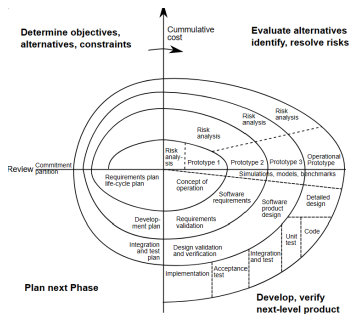 Determine objectives,
alternatives, constraints
Cummulative
cost
Evaluate alternatives
identify, resolve risks
Risk
analysis
Risk
analysis
Risk
analysis
Risk
analy-
sis
Prototype 1
Prototype 2
Prototype 3
Operational
Prototype
Review
Commitment
partition
Simulations, models, benchmarks
Requirements plan
life-cycle plan
Concept of
operation
Software
requirements
Software
product
design
Detailed
design
Develop-
ment plan
Requirements
validation
Unit
test
Code
Integration
and test
plan
Design validation
and verification
Integration
and test
Implementation
Acceptance
test
Plan next Phase
Develop, verify
next-level product